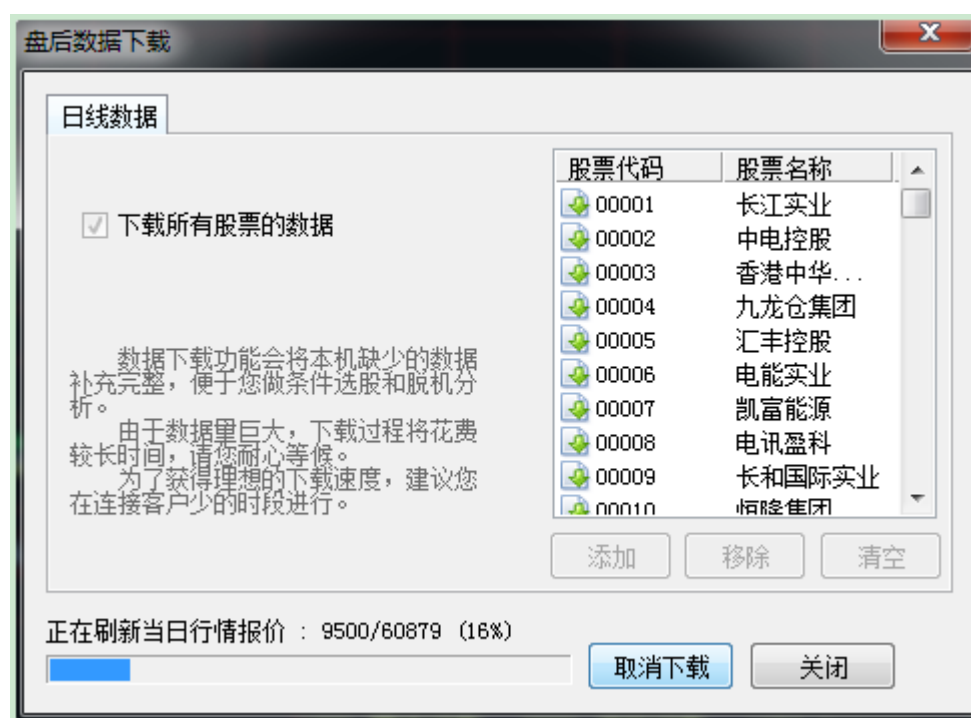 盘后数据下载
日线数据
下载所有股票的数据
数据下载功能会将本机缺少的数据
补充完整，便于您做条件选股和脱机分
析。
由于数据量巨大，下载过程将花费
较长时间，请您耐心等候。
为了获得理想的下载速度，建议您
在连接客户少的时段进行。
股票代码 股票名称
00001 长江实业
00002 中电控股
00003 香港中华...
00004 九龙仓集团
00005 汇丰控股
00006 电能实业
00007 凯富能源
00008 电讯盈科
00009 长和国际实业
00010 恒隆集团
添加 移除 清空
正在刷新当日行情报价 : 9500/60879 (16%)
取消下载 关闭